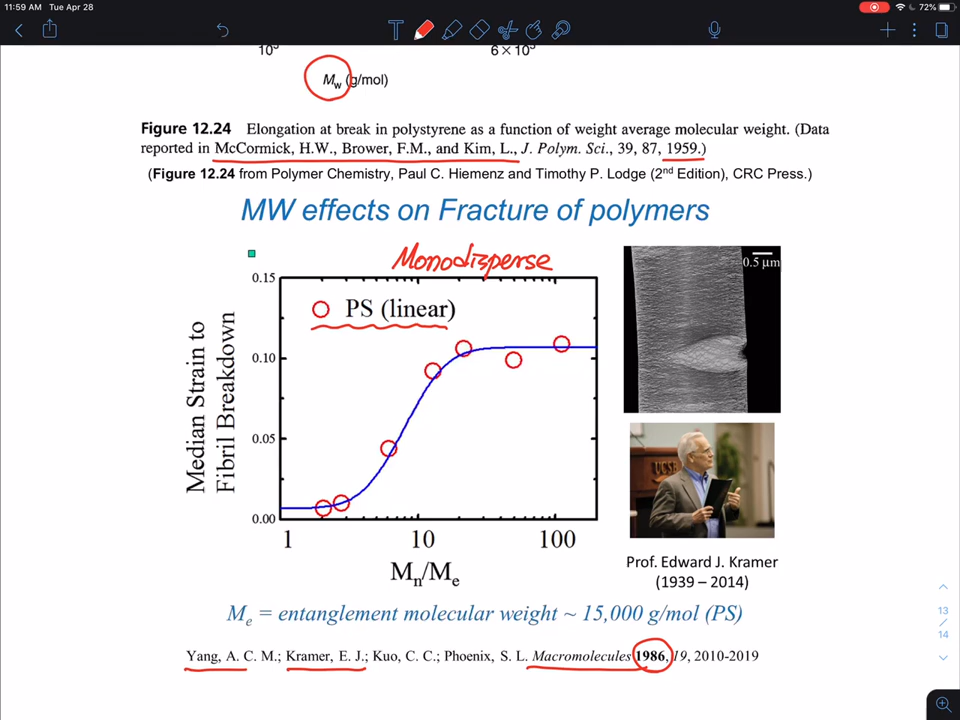 11:59 AM Tue Apr 28
72%
10⁵ 6 × 10⁵
Mw (g/mol)
Figure 12.24 Elongation at break in polystyrene as a function of weight average molecular weight. (Data
reported in McCormick, H.W., Brower, F.M., and Kim, L., J. Polym. Sci., 39, 87, 1959.)
(Figure 12.24 from Polymer Chemistry, Paul C. Hiemenz and Timothy P. Lodge (2nd Edition), CRC Press.)
MW effects on Fracture of polymers
Monodisperse
0.15
PS (linear)
0.10
0.05
0.00
Median Strain to
Fibril Breakdown
1 10 100
Mn/Me
0.5 μm
UCSB
Prof. Edward J. Kramer
(1939 – 2014)
Me = entanglement molecular weight ~ 15,000 g/mol (PS)
Yang, A. C. M.; Kramer, E. J.; Kuo, C. C.; Phoenix, S. L. Macromolecules 1986, 19, 2010-2019
13
/
14